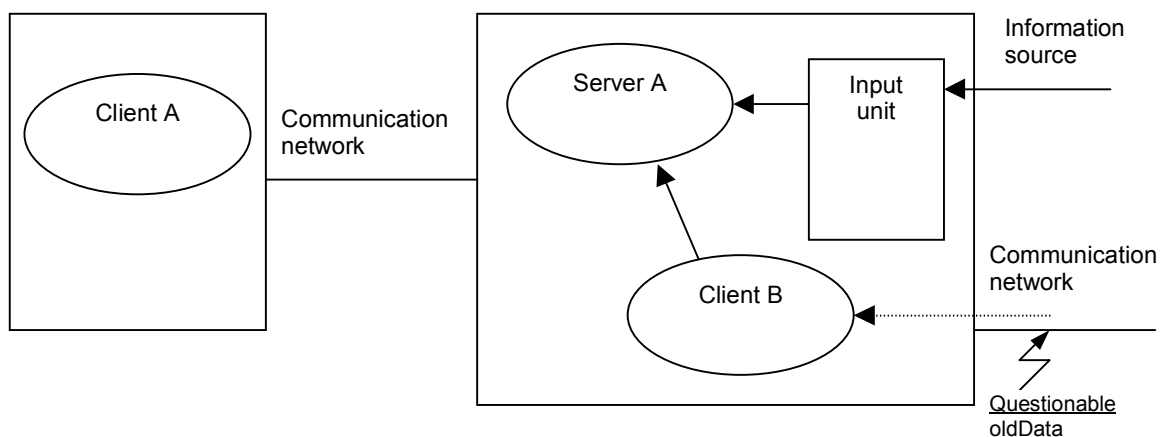 Client A
Communication
network
Server A
Input
unit
Information
source
Client B
Communication
network
Questionable
oldData